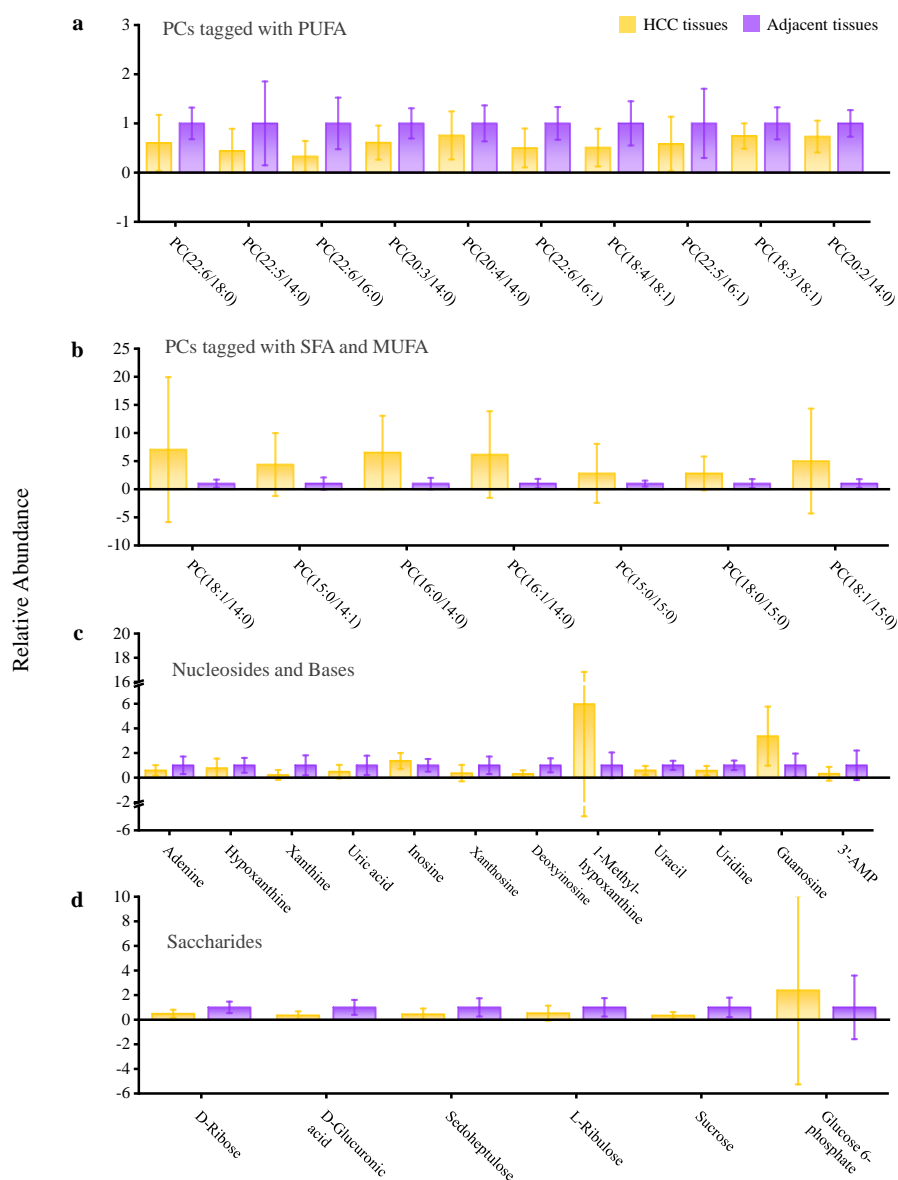 a
PCs tagged with PUFA
HCC tissues
Adjacent tissues
3
2
1
0
-1
PC(22:6/18:0)
PC(22:5/14:0)
PC(22:6/16:0)
PC(20:3/14:0)
PC(20:4/14:0)
PC(22:6/16:1)
PC(18:4/18:1)
PC(22:5/16:1)
PC(18:3/18:1)
PC(20:2/14:0)
Relative Abundance
b
PCs tagged with SFA and MUFA
25
20
15
10
5
0
-5
-10
PC(18:1/14:0)
PC(15:0/14:1)
PC(16:0/14:0)
PC(16:1/14:0)
PC(15:0/15:0)
PC(18:0/15:0)
PC(18:1/15:0)
c
Nucleosides and Bases
20
18
16
6
4
2
0
-2
-6
Adenine
Hypoxanthine
Xanthine
Uric acid
Inosine
Xanthosine
Deoxyinosine
1-Methyl-
hypoxanthine
Uracil
Uridine
Guanosine
3'-AMP
d
Saccharides
10
8
6
4
2
0
-2
-4
-6
D-Ribose
D-Glucuronic
acid
Sedoheptulose
L-Ribulose
Sucrose
Glucose 6-
phosphate